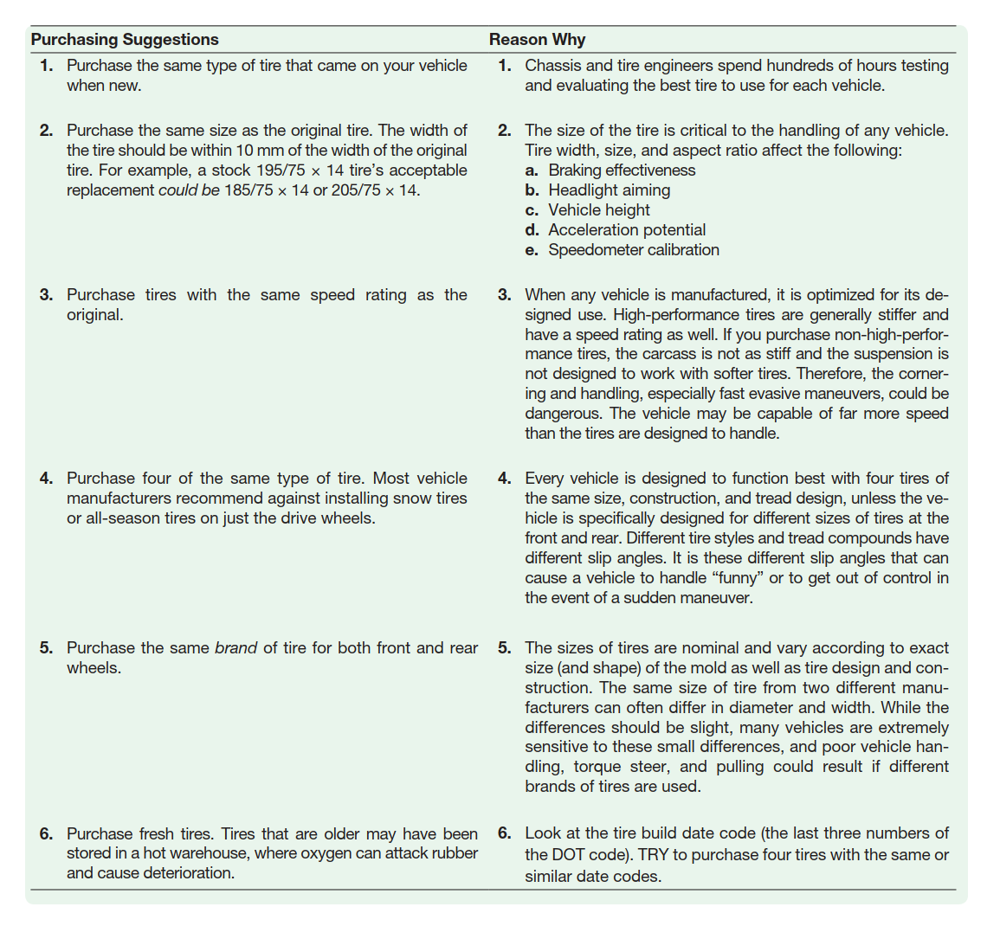 Purchasing Suggestions
Reason Why
1. Purchase the same type of tire that came on your vehicle
when new.
1. Chassis and tire engineers spend hundreds of hours testing
and evaluating the best tire to use for each vehicle.
2. Purchase the same size as the original tire. The width of
the tire should be within 10 mm of the width of the original
tire. For example, a stock 195/75 × 14 tire’s acceptable
replacement could be 185/75 × 14 or 205/75 × 14.
2. The size of the tire is critical to the handling of any vehicle.
Tire width, size, and aspect ratio affect the following:
a. Braking effectiveness
b. Headlight aiming
c. Vehicle height
d. Acceleration potential
e. Speedometer calibration
3. Purchase tires with the same speed rating as the
original.
3. When any vehicle is manufactured, it is optimized for its de-
signed use. High-performance tires are generally stiffer and
have a speed rating as well. If you purchase non-high-perfor-
mance tires, the carcass is not as stiff and the suspension is
not designed to work with softer tires. Therefore, the corner-
ing and handling, especially fast evasive maneuvers, could be
dangerous. The vehicle may be capable of far more speed
than the tires are designed to handle.
4. Purchase four of the same type of tire. Most vehicle
manufacturers recommend against installing snow tires
or all-season tires on just the drive wheels.
4. Every vehicle is designed to function best with four tires of
the same size, construction, and tread design, unless the ve-
hicle is specifically designed for different sizes of tires at the
front and rear. Different tire styles and tread compounds have
different slip angles. It is these different slip angles that can
cause a vehicle to handle “funny” or to get out of control in
the event of a sudden maneuver.
5. Purchase the same brand of tire for both front and rear
wheels.
5. The sizes of tires are nominal and vary according to exact
size (and shape) of the mold as well as tire design and con-
struction. The same size of tire from two different manu-
facturers can often differ in diameter and width. While the
differences should be slight, many vehicles are extremely
sensitive to these small differences, and poor vehicle han-
dling, torque steer, and pulling could result if different
brands of tires are used.
6. Purchase fresh tires. Tires that are older may have been
stored in a hot warehouse, where oxygen can attack rubber
and cause deterioration.
6. Look at the tire build date code (the last three numbers of
the DOT code). TRY to purchase four tires with the same or
similar date codes.